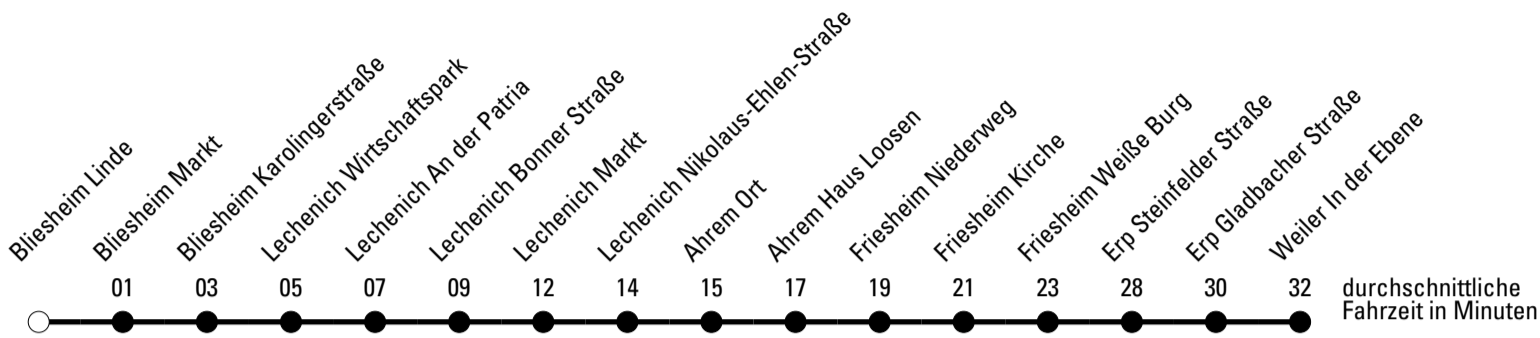 Bliesheim Linde
Bliesheim Markt
Bliesheim Karolingerstraße
Lechenich Wirtschaftspark
Lechenich An der Patria
Lechenich Bonner Straße
Lechenich Markt
Lechenich Nikolaus-Ehlen-Straße
Ahrem Ort
Ahrem Haus Loosen
Friesheim Niederweg
Friesheim Kirche
Friesheim Weiße Burg
Erp Steinfelder Straße
Erp Gladbacher Straße
Weiler In der Ebene
01 03 05 07 09 12 14 15 17 19 21 23 28 30 32
durchschnittliche
Fahrzeit in Minuten